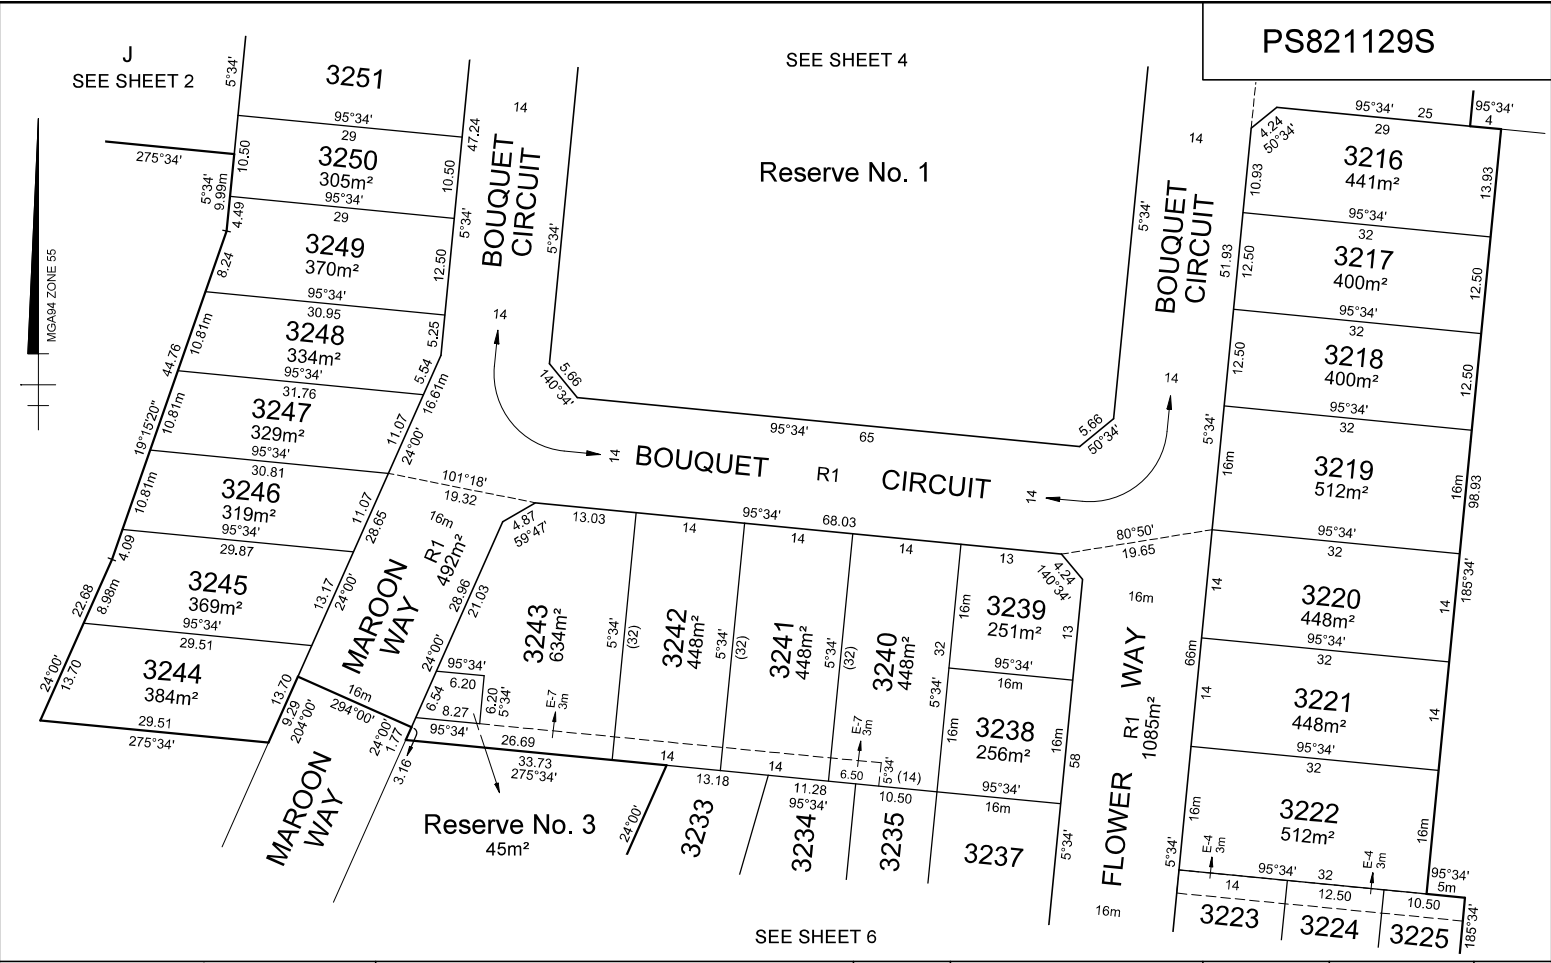 PS821129S
J
SEE SHEET 2
SEE SHEET 4
MGA94 ZONE 55
5°34'
3251
95°34'
29
275°34'
10.50
3250
305m²
10.50
47.24
5°34'
9.99m
95°34'
29
4.49
3249
370m²
5°34'
12.50
8.24
95°34'
30.95
5.25
44.76
10.81m
3248
334m²
5.54
16.61m
95°34'
31.76
10.81m
3247
329m²
11.07
24°00'
19°15'20"
95°34'
30.81
10.81m
3246
319m²
11.07
28.65
95°34'
29.87
4.09
3245
369m²
13.17
24°00'
22.68
8.98m
95°34'
29.51
24°00'
13.70
3244
384m²
13.70
9.29
204°00'
29.51
275°34'
14
BOUQUET
CIRCUIT
5°34'
14
5.66
140°34'
Reserve No. 1
95°34'
65
5.66
50°34'
14
BOUQUET
R1
CIRCUIT
14
14
BOUQUET
CIRCUIT
5°34'
14
101°18'
19.32
16m
R1
492m²
MAROON
WAY
16m
294°00'
24°00'
1.77
3.16
MAROON
WAY
4.87
59°47'
13.03
14
95°34'
68.03
14
14
13
28.96
21.03
24°00'
3243
634m²
5°34'
(32)
3242
448m²
5°34'
(32)
3241
448m²
5°34'
(32)
3240
448m²
32
5°34'
95°34'
6.20
6.20
5°34'
6.54
8.27
95°34'
E-7
3m
26.69
33.73
275°34'
Reserve No. 3
45m²
24°00'
14
13.18
3233
14
11.28
95°34'
3234
E-7
3m
6.50
5°34'
(14)
10.50
3235
16m
3239
251m²
13
4.24
140°34'
95°34'
16m
16m
3238
256m²
16m
58
95°34'
16m
3237
5°34'
80°50'
19.65
16m
FLOWER WAY
R1
1085m²
66m
5°34'
16m
4.24
50°34'
95°34'
25
29
95°34'
4
10.93
3216
441m²
13.93
95°34'
32
51.93
12.50
3217
400m²
12.50
95°34'
32
12.50
3218
400m²
12.50
95°34'
32
5°34'
16m
3219
512m²
16m
98.93
95°34'
32
14
3220
448m²
14
185°34'
95°34'
32
14
3221
448m²
14
95°34'
32
16m
3222
512m²
16m
E-4
3m
E-4
3m
95°34'
32
95°34'
5m
14
12.50
10.50
3223
3224
3225
185°34'
SEE SHEET 6